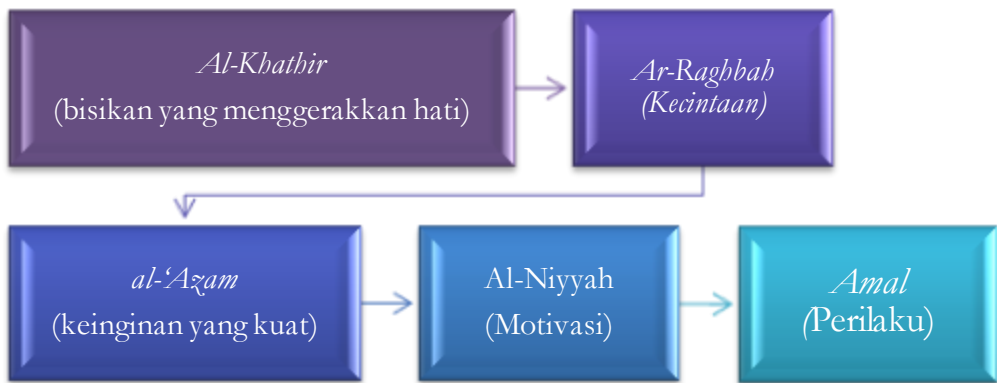 Al-Khathir
(bisikan yang menggerakkan hati)
Ar-Raghbah
(Kecintaan)
al-‘Azam
(keinginan yang kuat)
Al-Niyyah
(Motivasi)
Amal
(Perilaku)